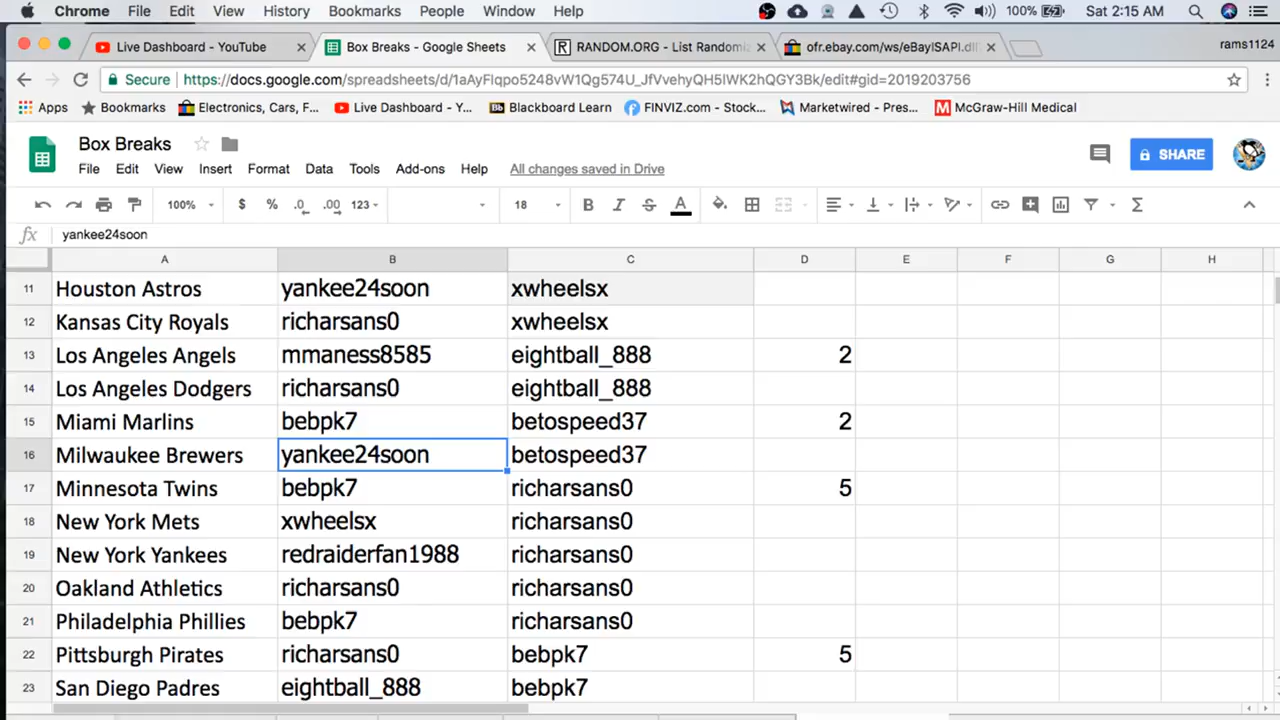 Chrome File Edit View History Bookmarks People Window Help 100% Sat 2:15 AM
Live Dashboard - YouTube × Box Breaks - Google Sheets × RANDOM.ORG - List Randomiz × ofr.ebay.com/ws/eBayISAPI.dll × rams1124
Secure https://docs.google.com/spreadsheets/d/1aAyFlqpo5248vW1Qg574U_JfVvehyQH5IWK2hQGY3Bk/edit#gid=2019203756
Apps Bookmarks Electronics, Cars, F... Live Dashboard - Y... Bb Blackboard Learn FINVIZ.com - Stock... Marketwired - Pres... M McGraw-Hill Medical
Box Breaks
File Edit View Insert Format Data Tools Add-ons Help All changes saved in Drive SHARE
100% $ % .0 .00 123 18 B I S A Σ
fx yankee24soon
A B C D E F G H
11 Houston Astros yankee24soon xwheelsx
12 Kansas City Royals richarsans0 xwheelsx
13 Los Angeles Angels mmaness8585 eightball_888 2
14 Los Angeles Dodgers richarsans0 eightball_888
15 Miami Marlins bebpk7 betospeed37 2
16 Milwaukee Brewers yankee24soon betospeed37
17 Minnesota Twins bebpk7 richarsans0 5
18 New York Mets xwheelsx richarsans0
19 New York Yankees redraiderfan1988 richarsans0
20 Oakland Athletics richarsans0 richarsans0
21 Philadelphia Phillies bebpk7 richarsans0
22 Pittsburgh Pirates richarsans0 bebpk7 5
23 San Diego Padres eightball_888 bebpk7